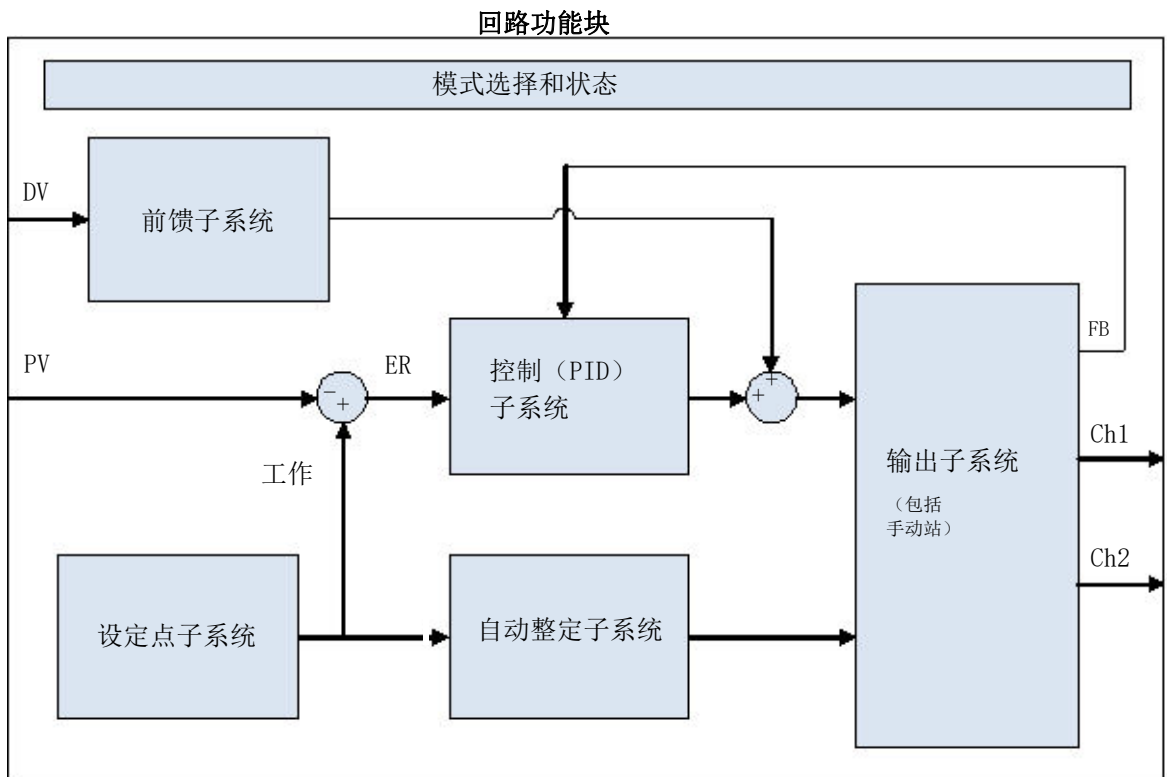 回路功能块
模式选择和状态
DV
前馈子系统
FB
PV
ER
控制（PID）
子系统
-
+
+
+
工作
输出子系统
（包括
手动站）
Ch1
Ch2
设定点子系统
自动整定子系统